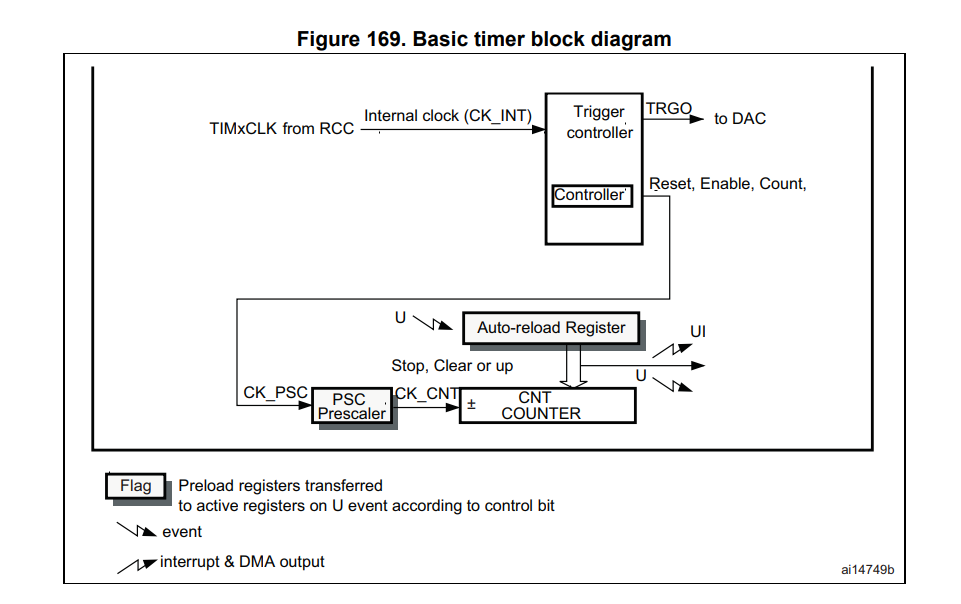 Figure 169. Basic timer block diagram
TIMxCLK from RCC
Internal clock (CK_INT)
Trigger
controller
TRGO
to DAC
Controller
Reset, Enable, Count,
U
Auto-reload Register
UI
Stop, Clear or up
U
CK_PSC
PSC
Prescaler
CK_CNT
±
CNT
COUNTER
Flag
Preload registers transferred
to active registers on U event according to control bit
event
interrupt & DMA output
ai14749b